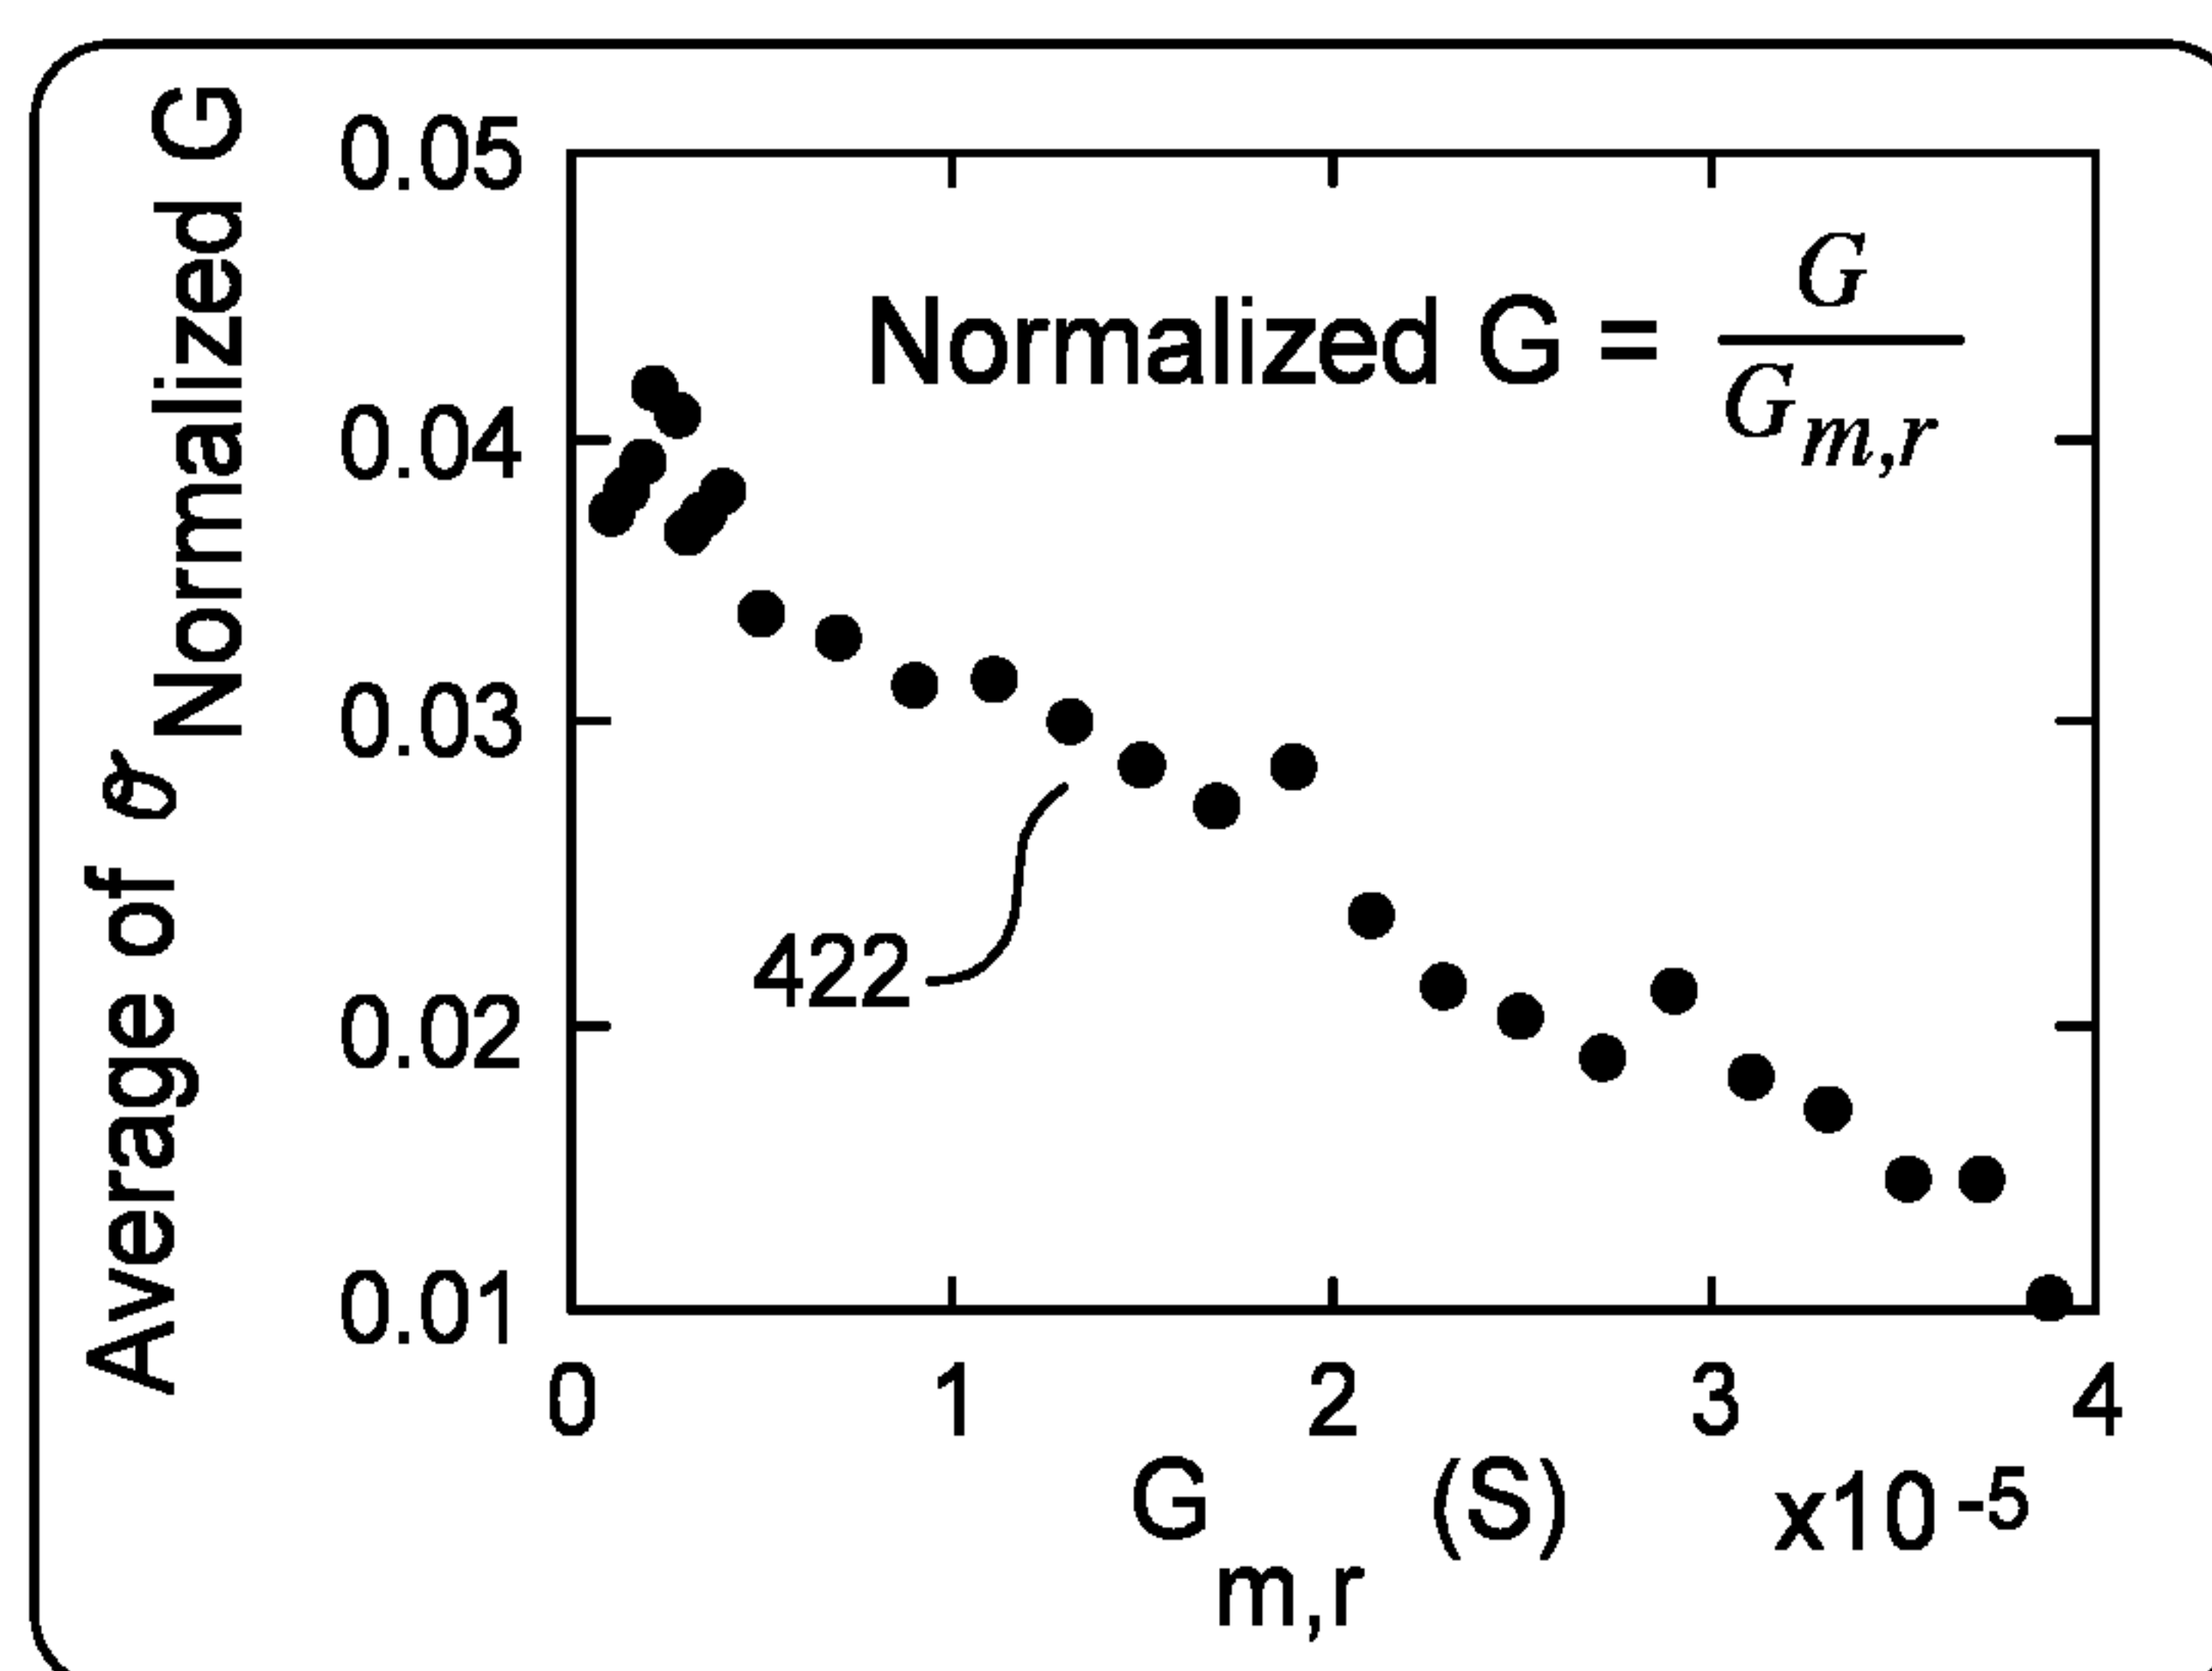 Average of σ Normalized G
0.05
0.04
0.03
0.02
0.01
Normalized G = G / G m,r
422
0 1 2 3 4
G m,r (S) x10 -5